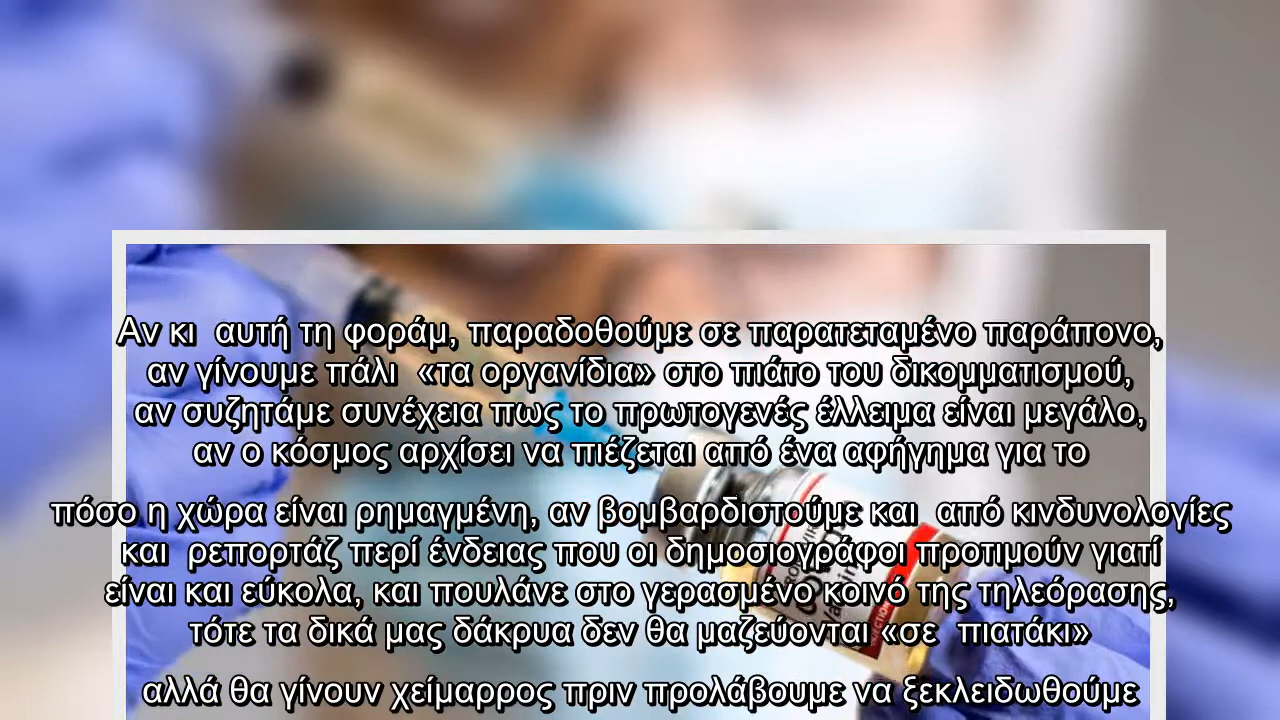 Αν κι  αυτή τη φοράμ, παραδοθούμε σε παρατεταμένο παράπονο,
αν γίνουμε πάλι  «τα οργανίδια» στο πιάτο του δικομματισμού,
αν συζητάμε συνέχεια πως το πρωτογενές έλλειμα είναι μεγάλο,
αν ο κόσμος αρχίσει να πιέζεται από ένα αφήγημα για το
πόσο η χώρα είναι ρημαγμένη, αν βομβαρδιστούμε και  από κινδυνολογίες
και  ρεπορτάζ περί ένδειας που οι δημοσιογράφοι προτιμούν γιατί
είναι και εύκολα, και πουλάνε στο γερασμένο κοινό της τηλεόρασης,
τότε τα δικά μας δάκρυα δεν θα μαζεύονται «σε  πιατάκι»
αλλά θα γίνουν χείμαρρος πριν προλάβουμε να ξεκλειδωθούμε